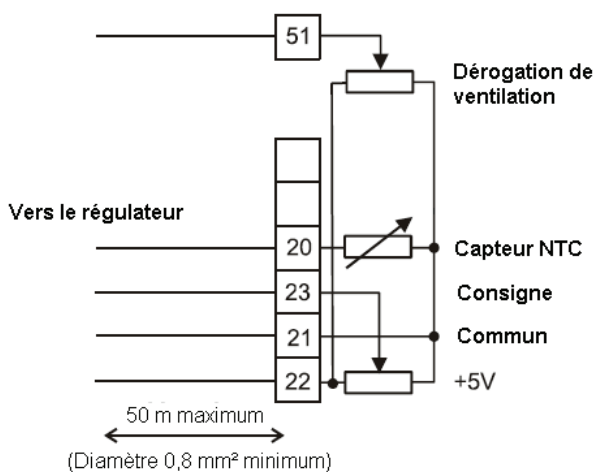 51
Dérogation de
ventilation
Vers le régulateur
20
Capteur NTC
23
Consigne
21
Commun
22
+5V
50 m maximum
(Diamètre 0,8 mm² minimum)